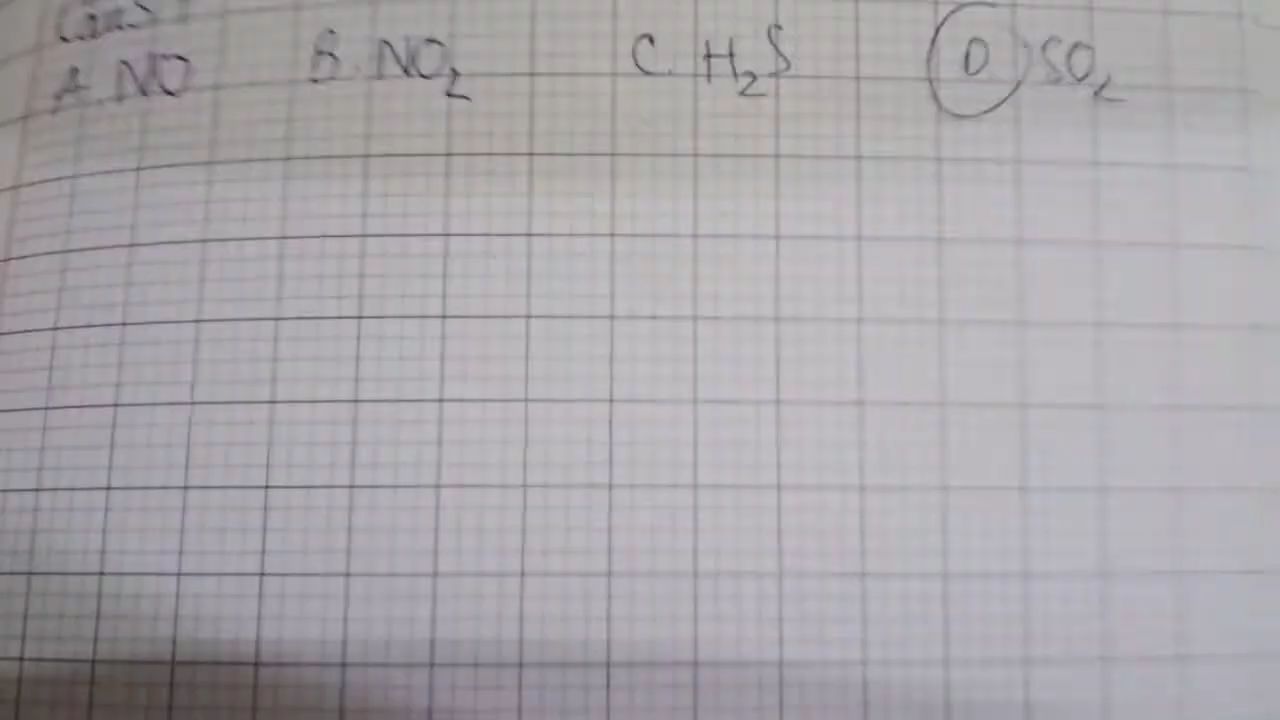 A. NO B. NO₂ C. H₂S D SO₂